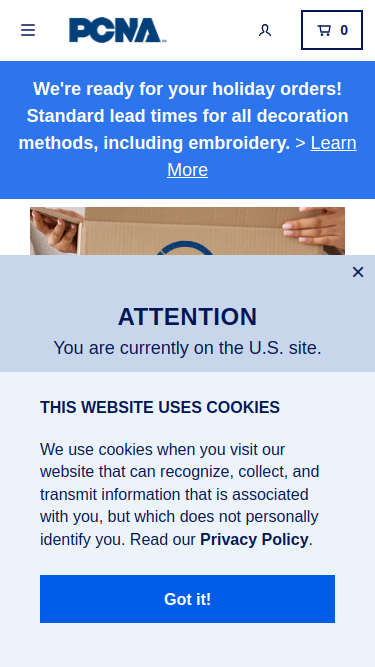 PCNA
0
We're ready for your holiday orders!
Standard lead times for all decoration
methods, including embroidery. > Learn
More
×
ATTENTION
You are currently on the U.S. site.
THIS WEBSITE USES COOKIES
We use cookies when you visit our
website that can recognize, collect, and
transmit information that is associated
with you, but which does not personally
identify you. Read our Privacy Policy.
Got it!